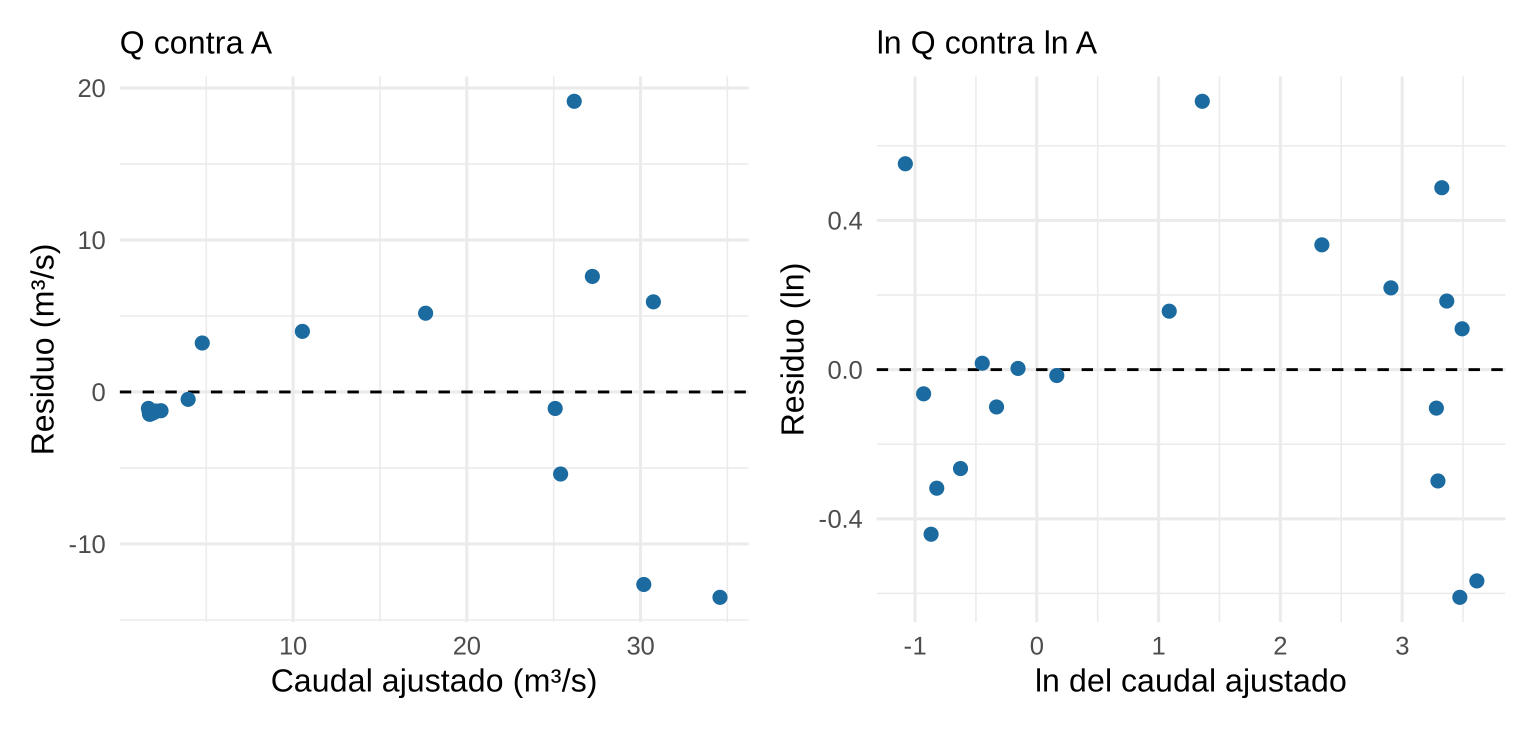 Q contra A
20
10
0
-10
Residuo (m³/s)
10
20
30
Caudal ajustado (m³/s)
ln Q contra ln A
0.4
0.0
-0.4
Residuo (ln)
-1
0
1
2
3
ln del caudal ajustado